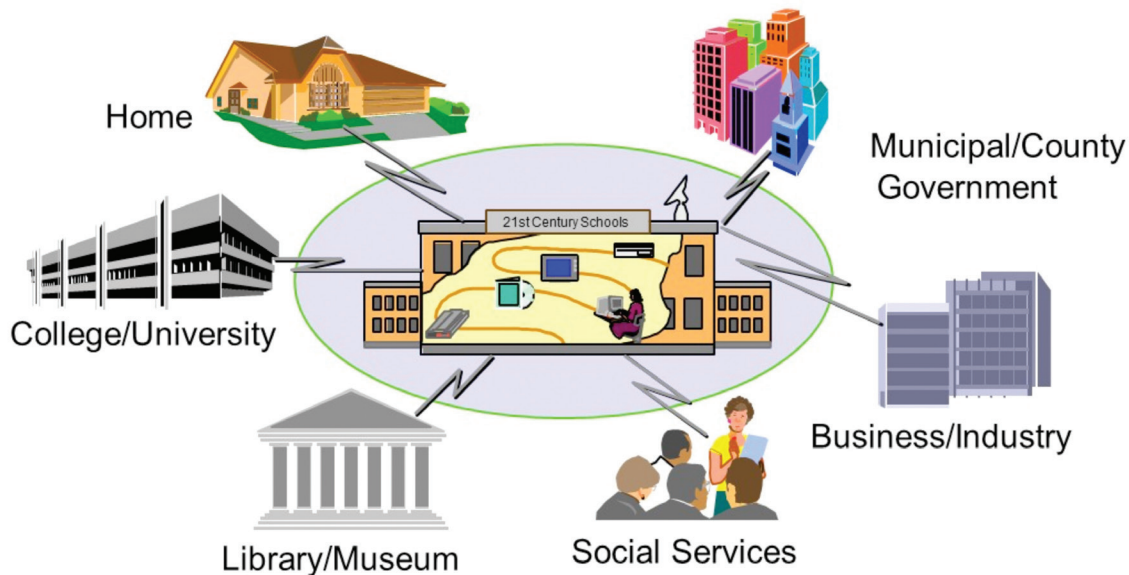 Home
Municipal/County
Government
21st Century Schools
College/University
Business/Industry
Library/Museum
Social Services